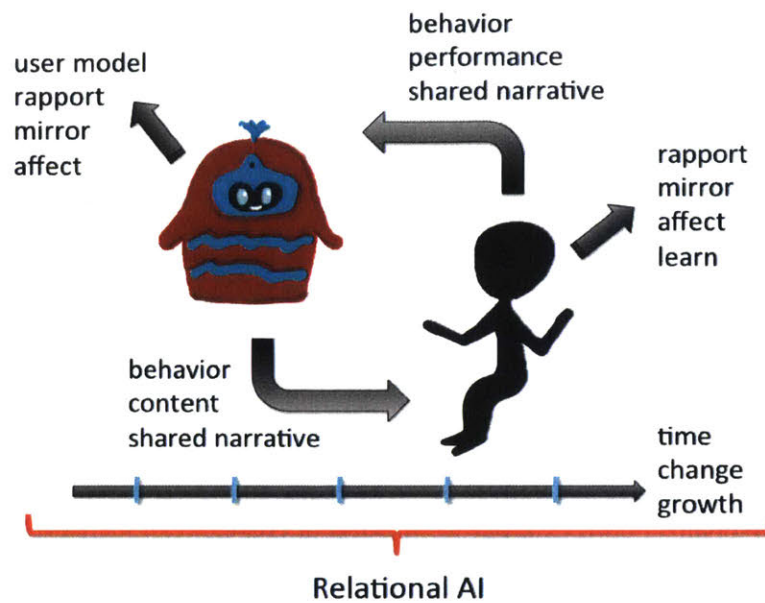 behavior
performance
shared narrative
user model
rapport
mirror
affect
rapport
mirror
affect
learn
behavior
content
shared narrative
time
change
growth
Relational AI